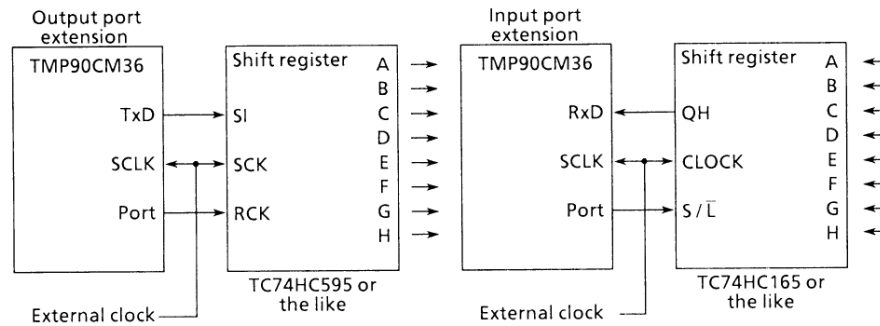 Output port
extension
TMP90CM36
TxD
SCLK
Port
Shift register
SI
SCK
RCK
A
B
C
D
E
F
G
H
TC74HC595 or
the like
External clock
Input port
extension
TMP90CM36
RxD
SCLK
Port
Shift register
QH
CLOCK
S / L̅
A
B
C
D
E
F
G
H
TC74HC165 or
the like
External clock